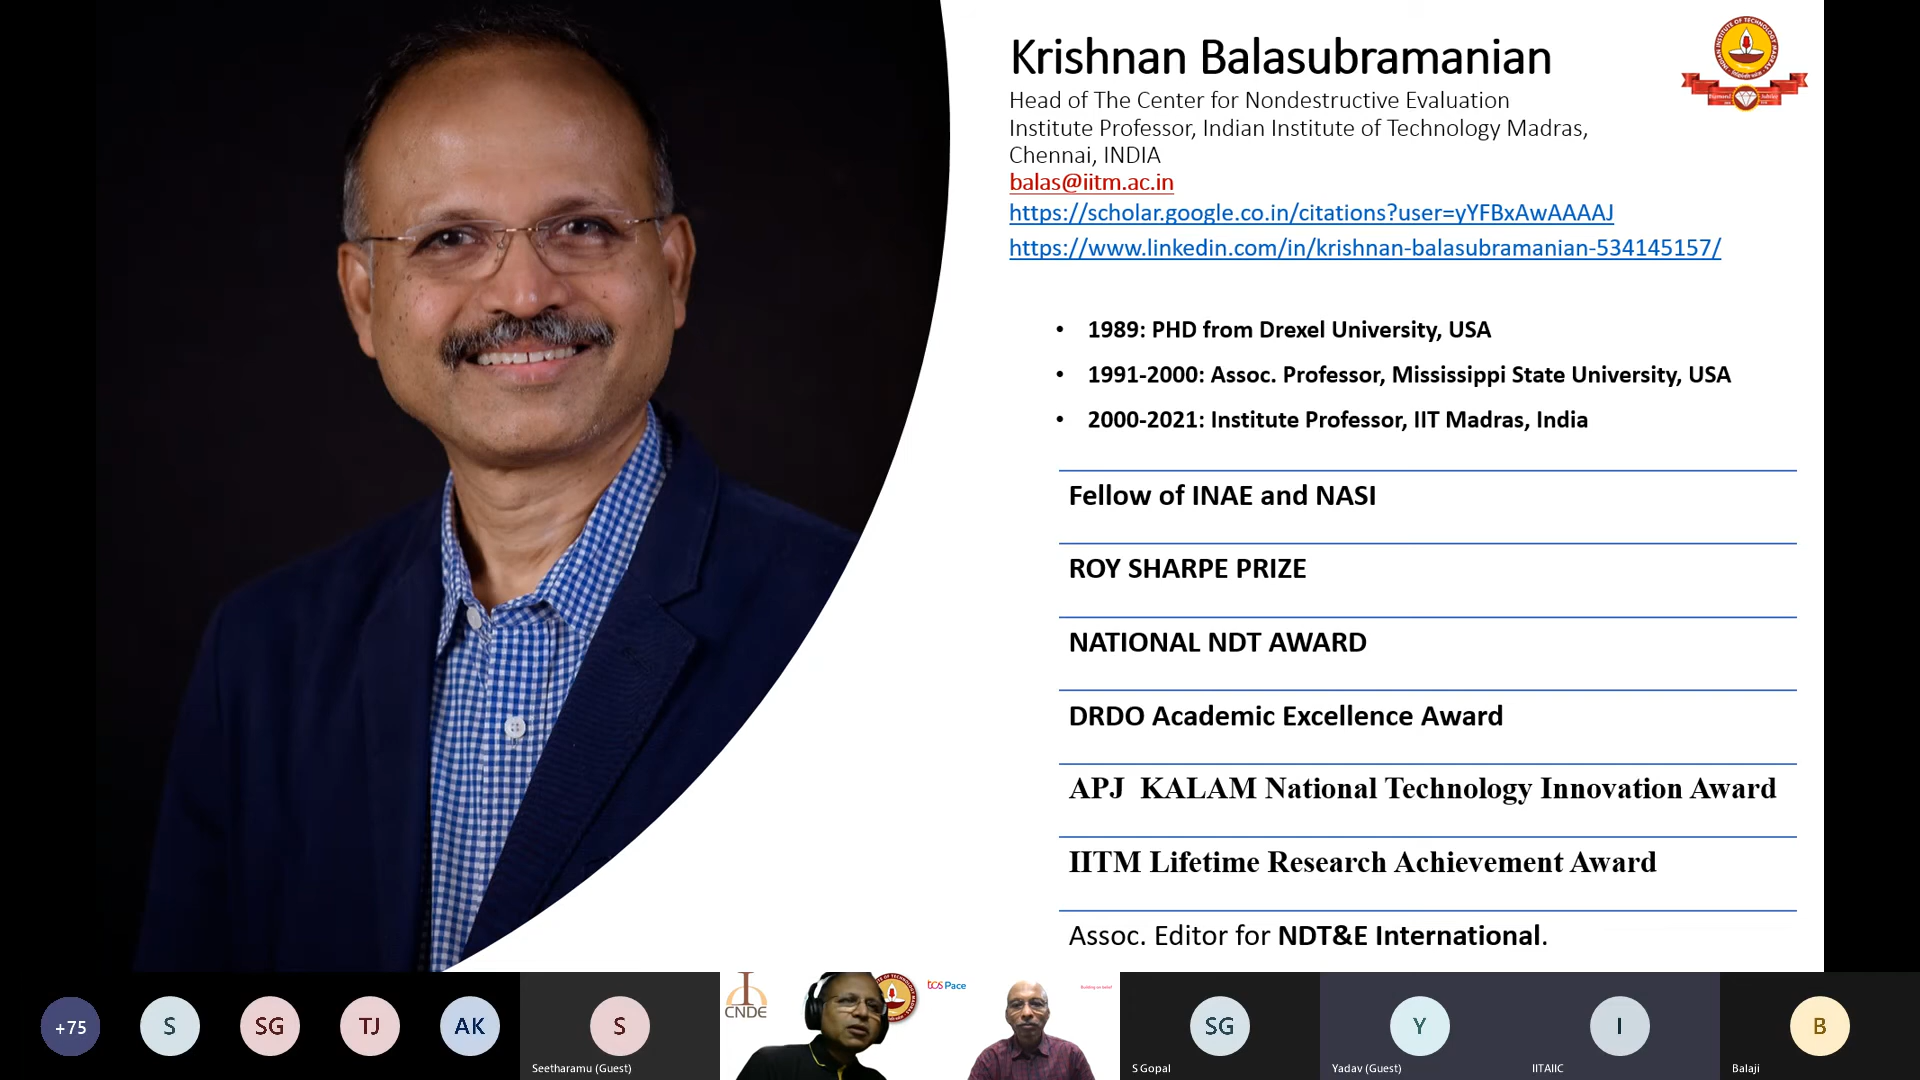 Krishnan Balasubramanian
Head of The Center for Nondestructive Evaluation
Institute Professor, Indian Institute of Technology Madras,
Chennai, INDIA
balas@iitm.ac.in
https://scholar.google.co.in/citations?user=yYFBxAwAAAAJ
https://www.linkedin.com/in/krishnan-balasubramanian-534145157/
• 1989: PHD from Drexel University, USA
• 1991-2000: Assoc. Professor, Mississippi State University, USA
• 2000-2021: Institute Professor, IIT Madras, India
Fellow of INAE and NASI
ROY SHARPE PRIZE
NATIONAL NDT AWARD
DRDO Academic Excellence Award
APJ KALAM National Technology Innovation Award
IITM Lifetime Research Achievement Award
Assoc. Editor for NDT&E International.
+75
S
SG
TJ
AK
S
Seetharamu (Guest)
CNDE
tcs Pace
Building on belief
SG
S Gopal
Y
Yadav (Guest)
I
IITAIIC
B
Balaji